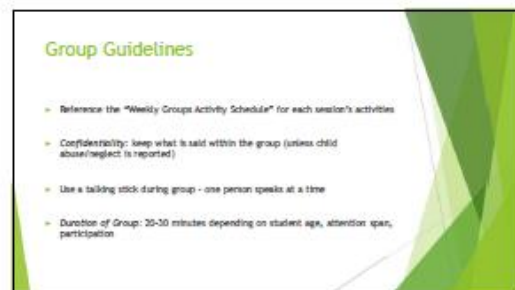 Group Guidelines
Reference the "Weekly Groups Activity Schedule" for each session's activities
Confidentiality: keep what is said within the group (unless child
abuse/neglect is reported)
Use a talking stick during group - one person speaks at a time
Duration of Group: 20-30 minutes depending on student age, attention span,
participation